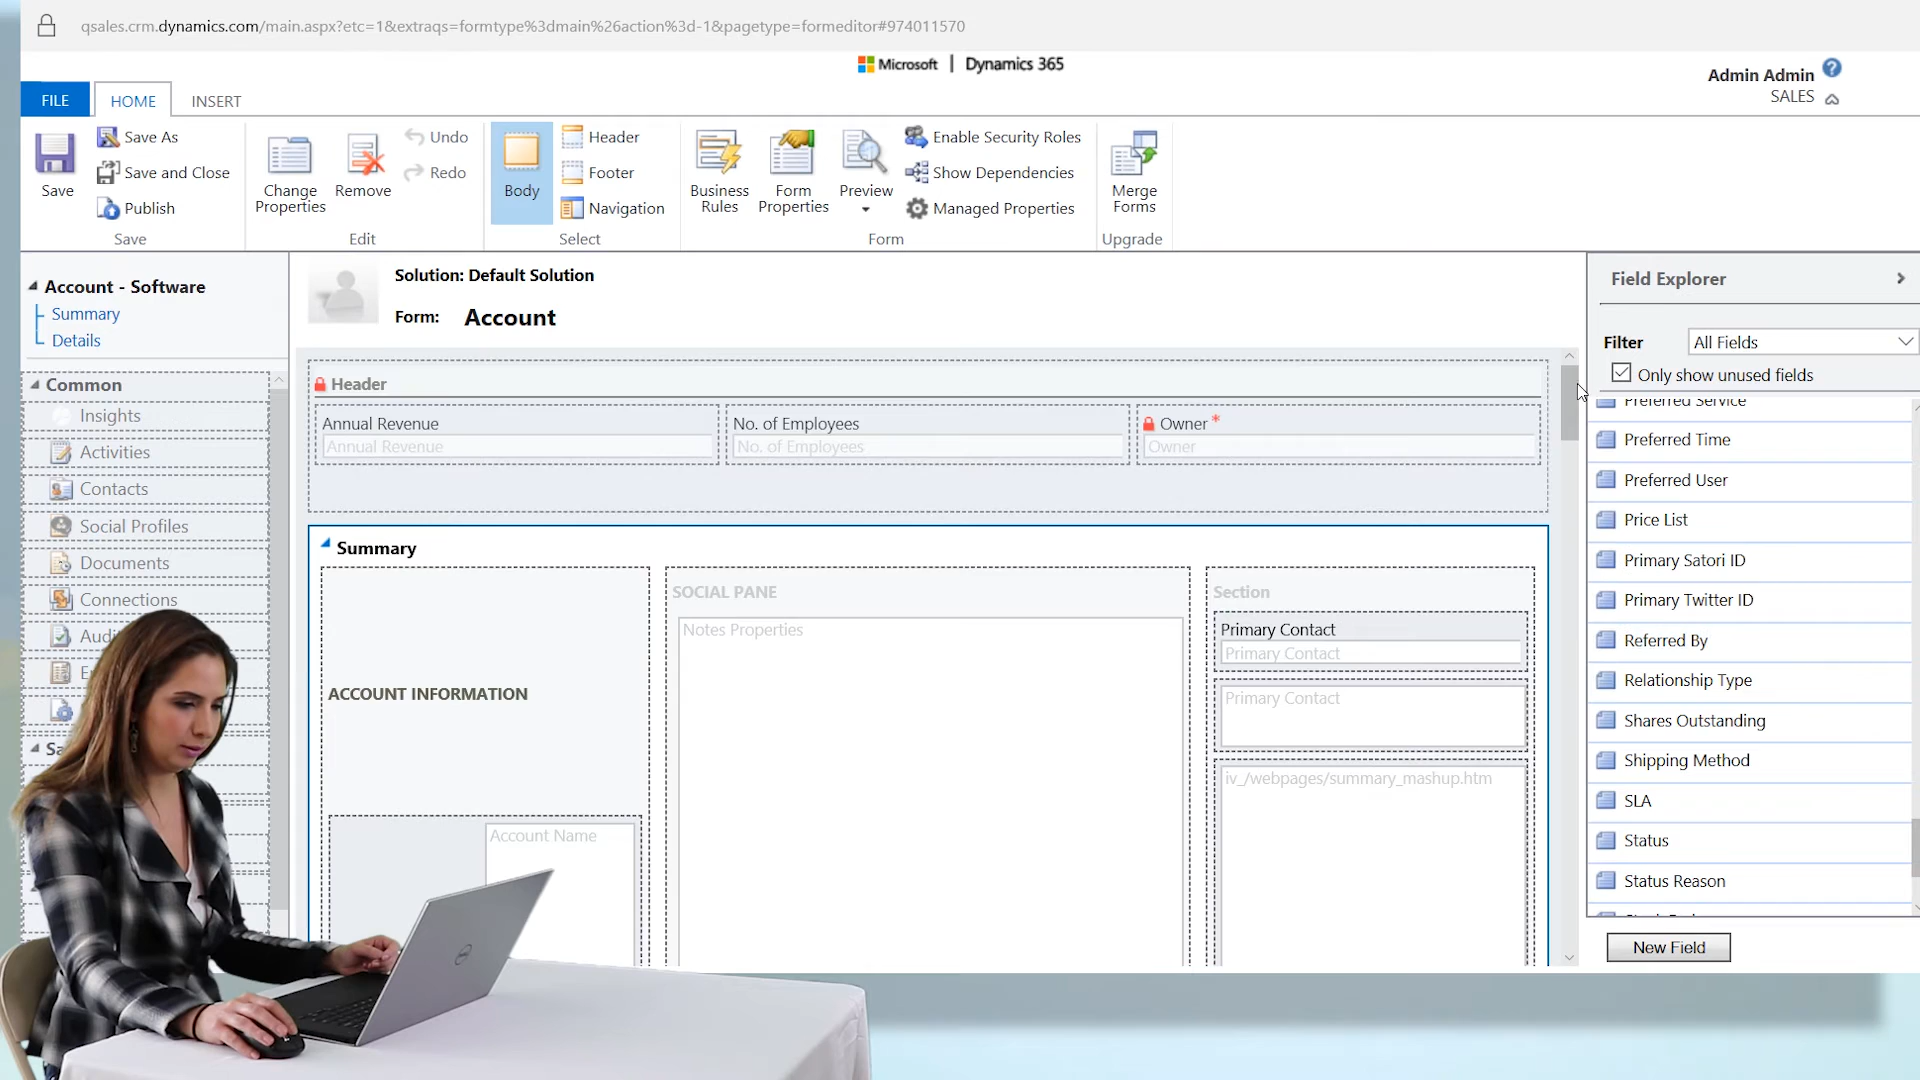 qsales.crm.dynamics.com/main.aspx?etc=1&extraqs=formtype%3dmain%26action%3d-1&pagetype=formeditor#974011570
Microsoft | Dynamics 365
Admin Admin
SALES
FILE
HOME
INSERT
Save
Save As
Save and Close
Publish
Save
Change
Properties
Remove
Undo
Redo
Edit
Body
Header
Footer
Navigation
Select
Business
Rules
Form
Properties
Preview
Enable Security Roles
Show Dependencies
Managed Properties
Form
Merge
Forms
Upgrade
Account - Software
Summary
Details
Common
Insights
Activities
Contacts
Social Profiles
Documents
Connections
Solution: Default Solution
Form: Account
Header
Annual Revenue
Annual Revenue
No. of Employees
No. of Employees
Owner *
Owner
Summary
ACCOUNT INFORMATION
Account Name
SOCIAL PANE
Notes Properties
Section
Primary Contact
Primary Contact
Primary Contact
iv_/webpages/summary_mashup.htm
Field Explorer
Filter
All Fields
Only show unused fields
Preferred Service
Preferred Time
Preferred User
Price List
Primary Satori ID
Primary Twitter ID
Referred By
Relationship Type
Shares Outstanding
Shipping Method
SLA
Status
Status Reason
New Field